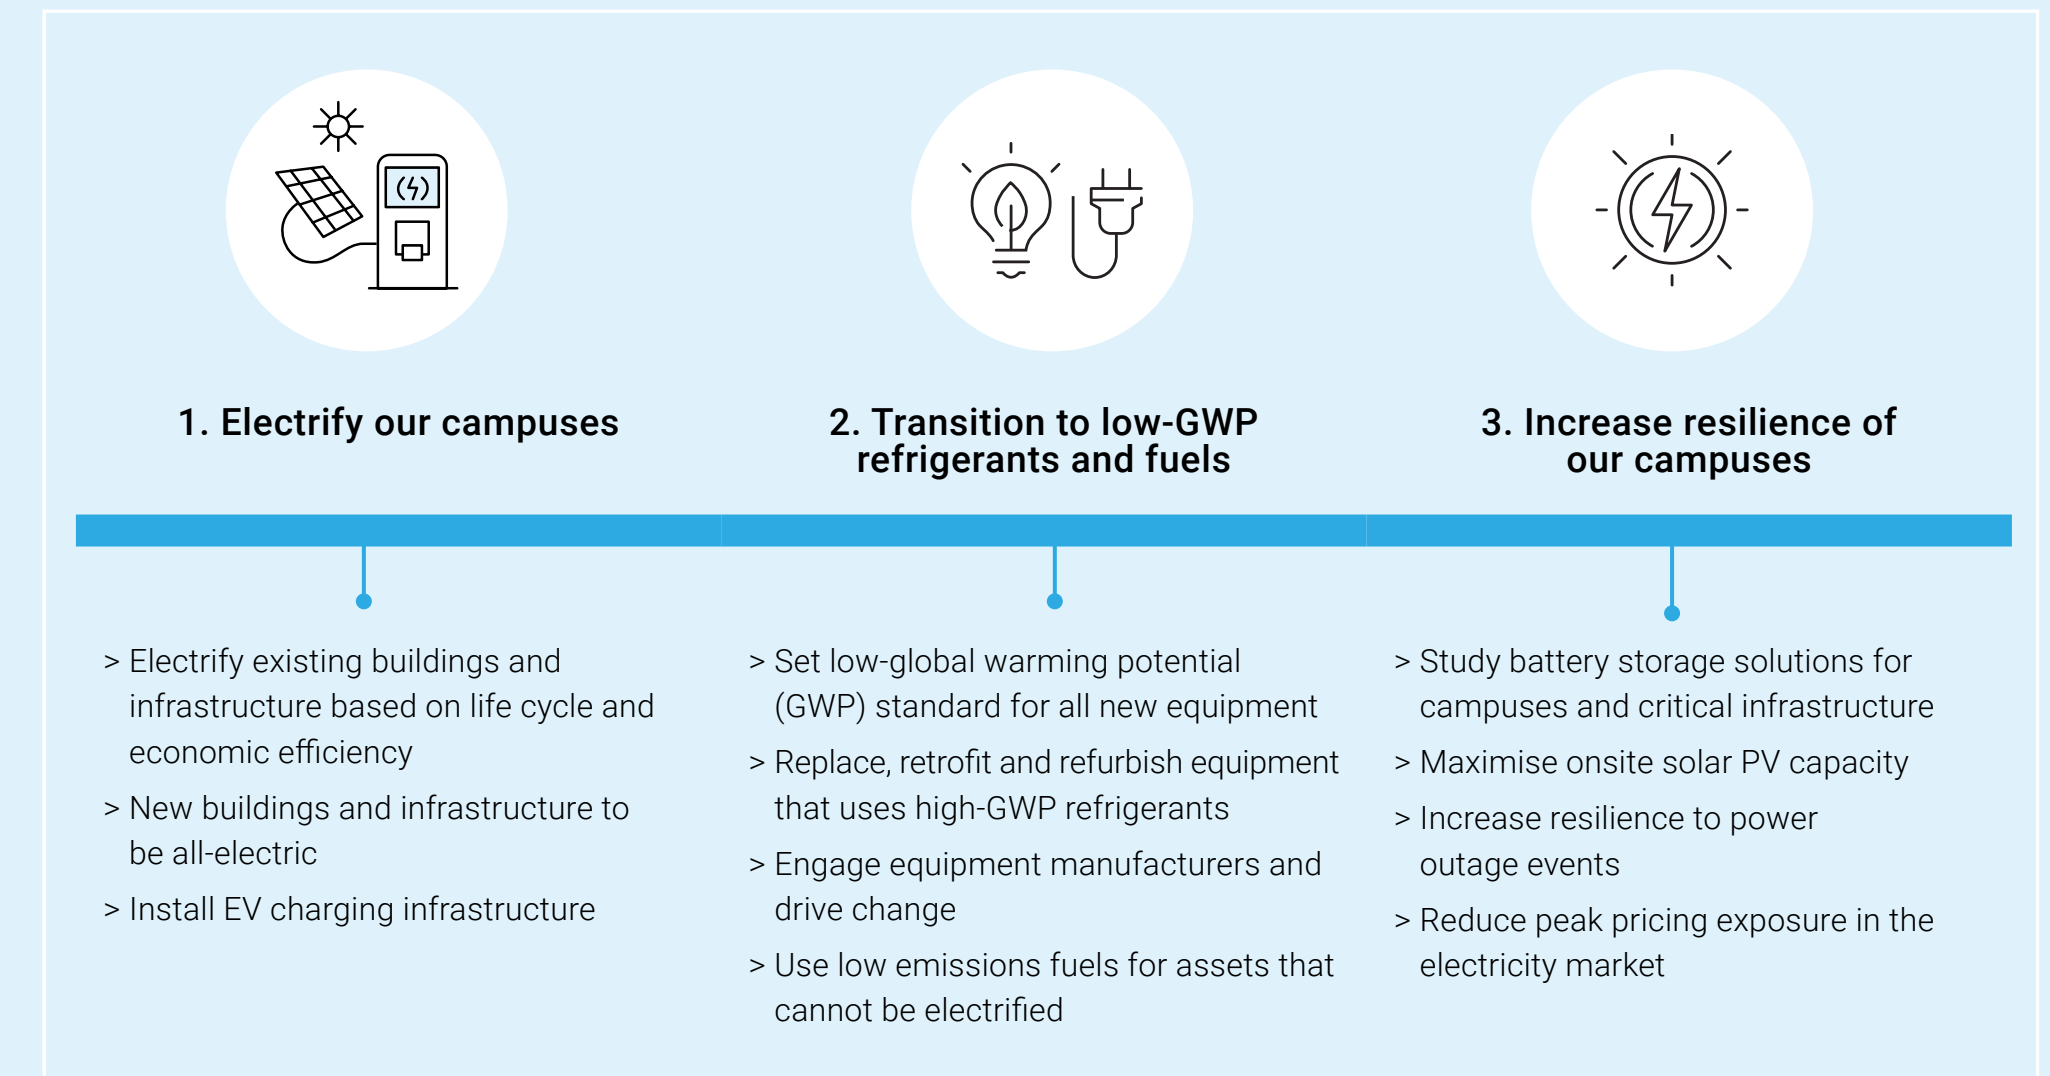 1. Electrify our campuses
> Electrify existing buildings and
infrastructure based on life cycle and
economic efficiency
> New buildings and infrastructure to
be all-electric
> Install EV charging infrastructure
2. Transition to low-GWP
refrigerants and fuels
> Set low-global warming potential
(GWP) standard for all new equipment
> Replace, retrofit and refurbish equipment
that uses high-GWP refrigerants
> Engage equipment manufacturers and
drive change
> Use low emissions fuels for assets that
cannot be electrified
3. Increase resilience of
our campuses
> Study battery storage solutions for
campuses and critical infrastructure
> Maximise onsite solar PV capacity
> Increase resilience to power
outage events
> Reduce peak pricing exposure in the
electricity market